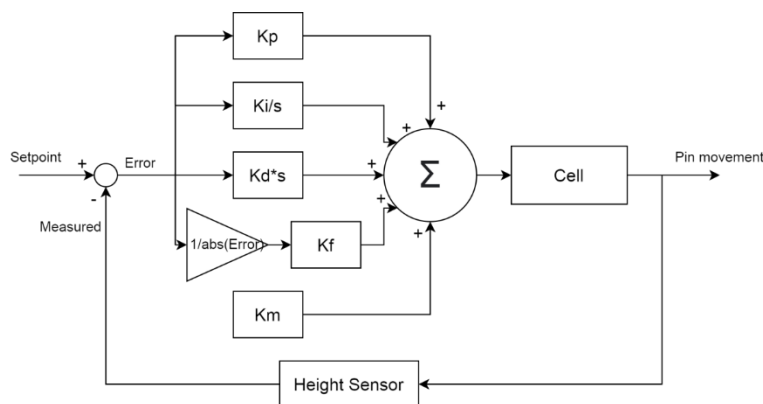 Kp
+
Ki/s
+
Setpoint
+
Error
Kd*s
+
Σ
Cell
Pin movement
-
Measured
1/abs(Error)
Kf
+
+
Km
Height Sensor